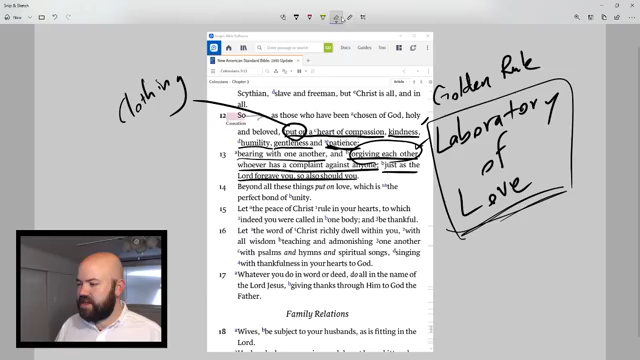 Snip & Sketch
New
Logos Bible Software
Enter passage or search
GO
New American Standard Bible: 1995 Update
Colossians 3:12
Colossians
Chapter 3
Article
Scythian, slave and freeman, but Christ is all, and in
all.
12 So as those who have been chosen of God, holy
Causation
and beloved, put on a heart of compassion, kindness,
humility, gentleness and patience;
13 bearing with one another, and forgiving each other,
whoever has a complaint against anyone; just as the
Lord forgave you, so also should you.
14 Beyond all these things put on love, which is the
perfect bond of unity.
15 Let the peace of Christ rule in your hearts, to which
indeed you were called in one body; and be thankful.
16 Let the word of Christ richly dwell within you, with
all wisdom teaching and admonishing one another
with psalms and hymns and spiritual songs, singing
with thankfulness in your hearts to God.
17 Whatever you do in word or deed, do all in the name of
the Lord Jesus, giving thanks through Him to God the
Father.
Family Relations
18 Wives, be subject to your husbands, as is fitting in the
Lord.
Clothing
Golden Rule
Laboratory
of
Love